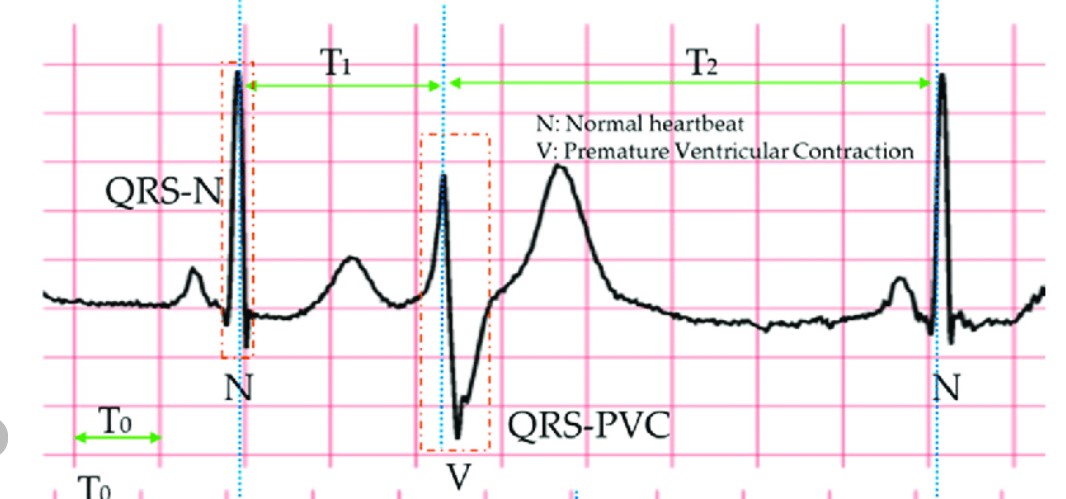 T1
T2
N: Normal heartbeat
V: Premature Ventricular Contraction
QRS-N
N
N
T0
QRS-PVC
V
T0